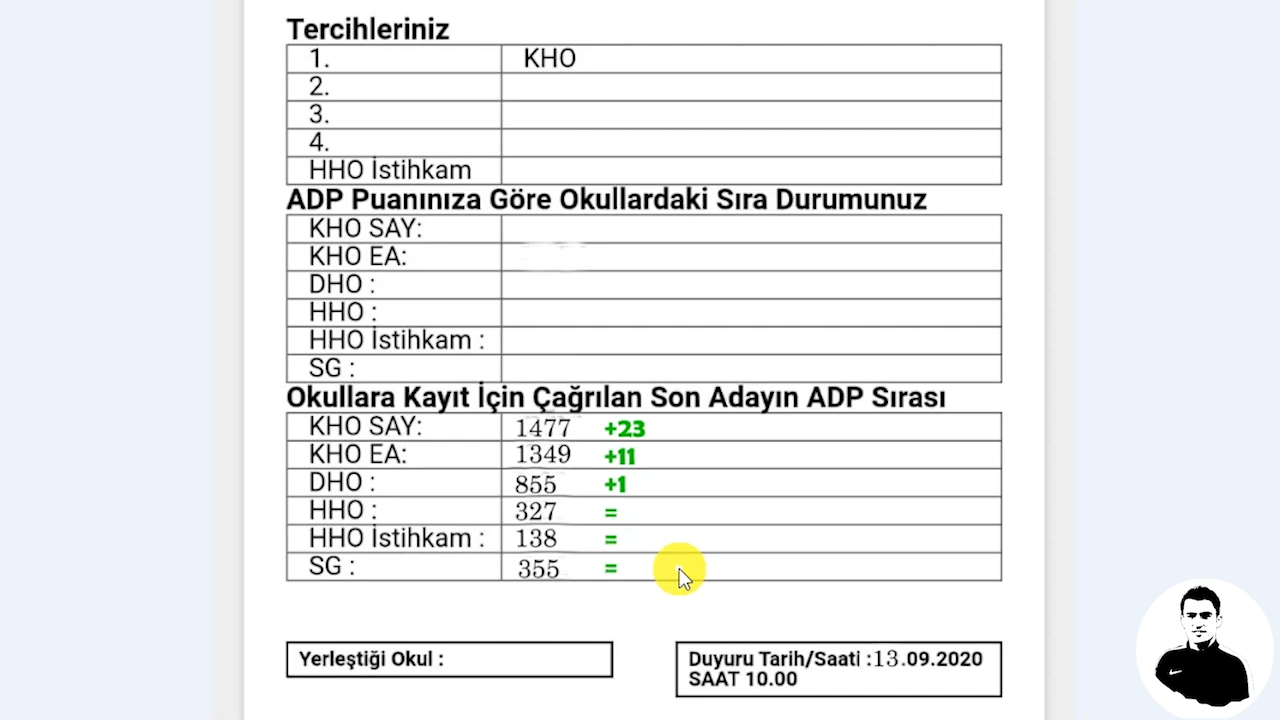 Tercihleriniz
1. KHO
2.
3.
4.
HHO İstihkam
ADP Puanınıza Göre Okullardaki Sıra Durumunuz
KHO SAY:
KHO EA:
DHO :
HHO :
HHO İstihkam :
SG :
Okullara Kayıt İçin Çağrılan Son Adayın ADP Sırası
KHO SAY: 1477 +23
KHO EA: 1349 +11
DHO : 855 +1
HHO : 327 =
HHO İstihkam : 138 =
SG : 355 =
Yerleştiği Okul :
Duyuru Tarih/Saati :13.09.2020
SAAT 10.00